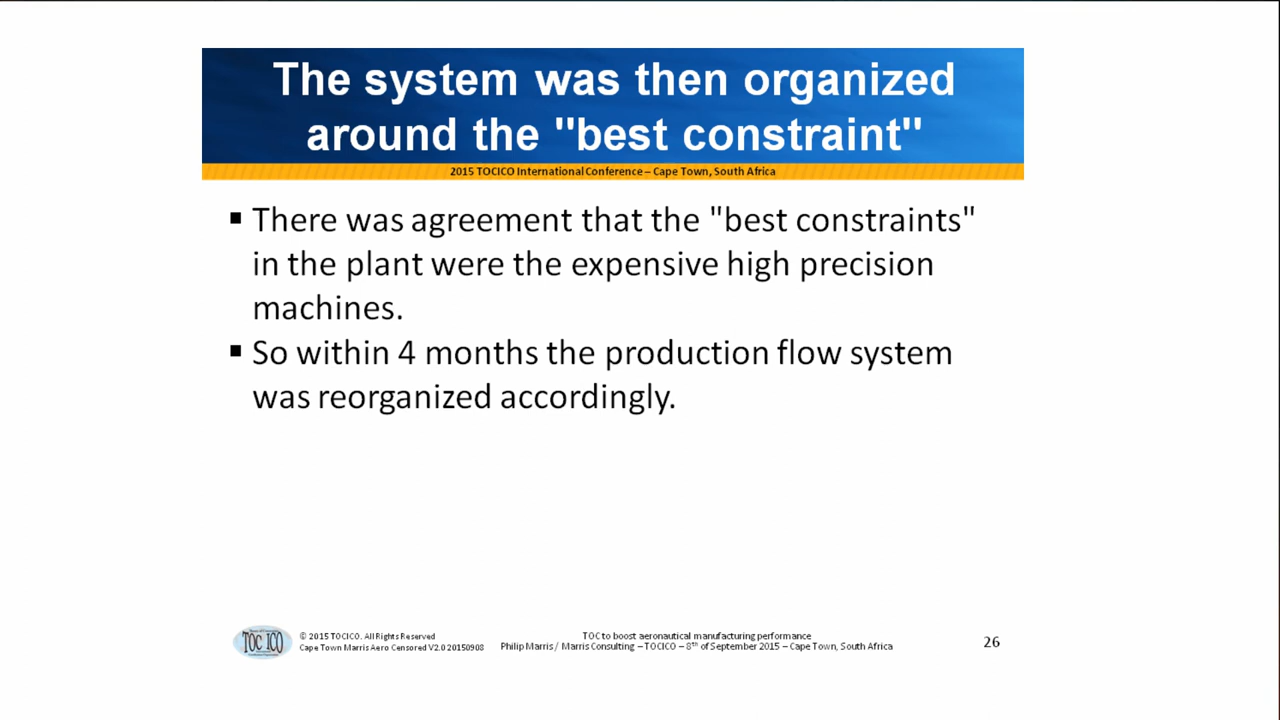 The system was then organized
around the "best constraint"
2015 TOCICO International Conference – Cape Town, South Africa
▪ There was agreement that the "best constraints"
in the plant were the expensive high precision
machines.
▪ So within 4 months the production flow system
was reorganized accordingly.
TOC ICO
© 2015 TOCICO. All Rights Reserved
Cape Town Marris Aero Censored V2.0 20150908
TOC to boost aeronautical manufacturing performance
Philip Marris / Marris Consulting – TOCICO – 8th of September 2015 – Cape Town, South Africa
26